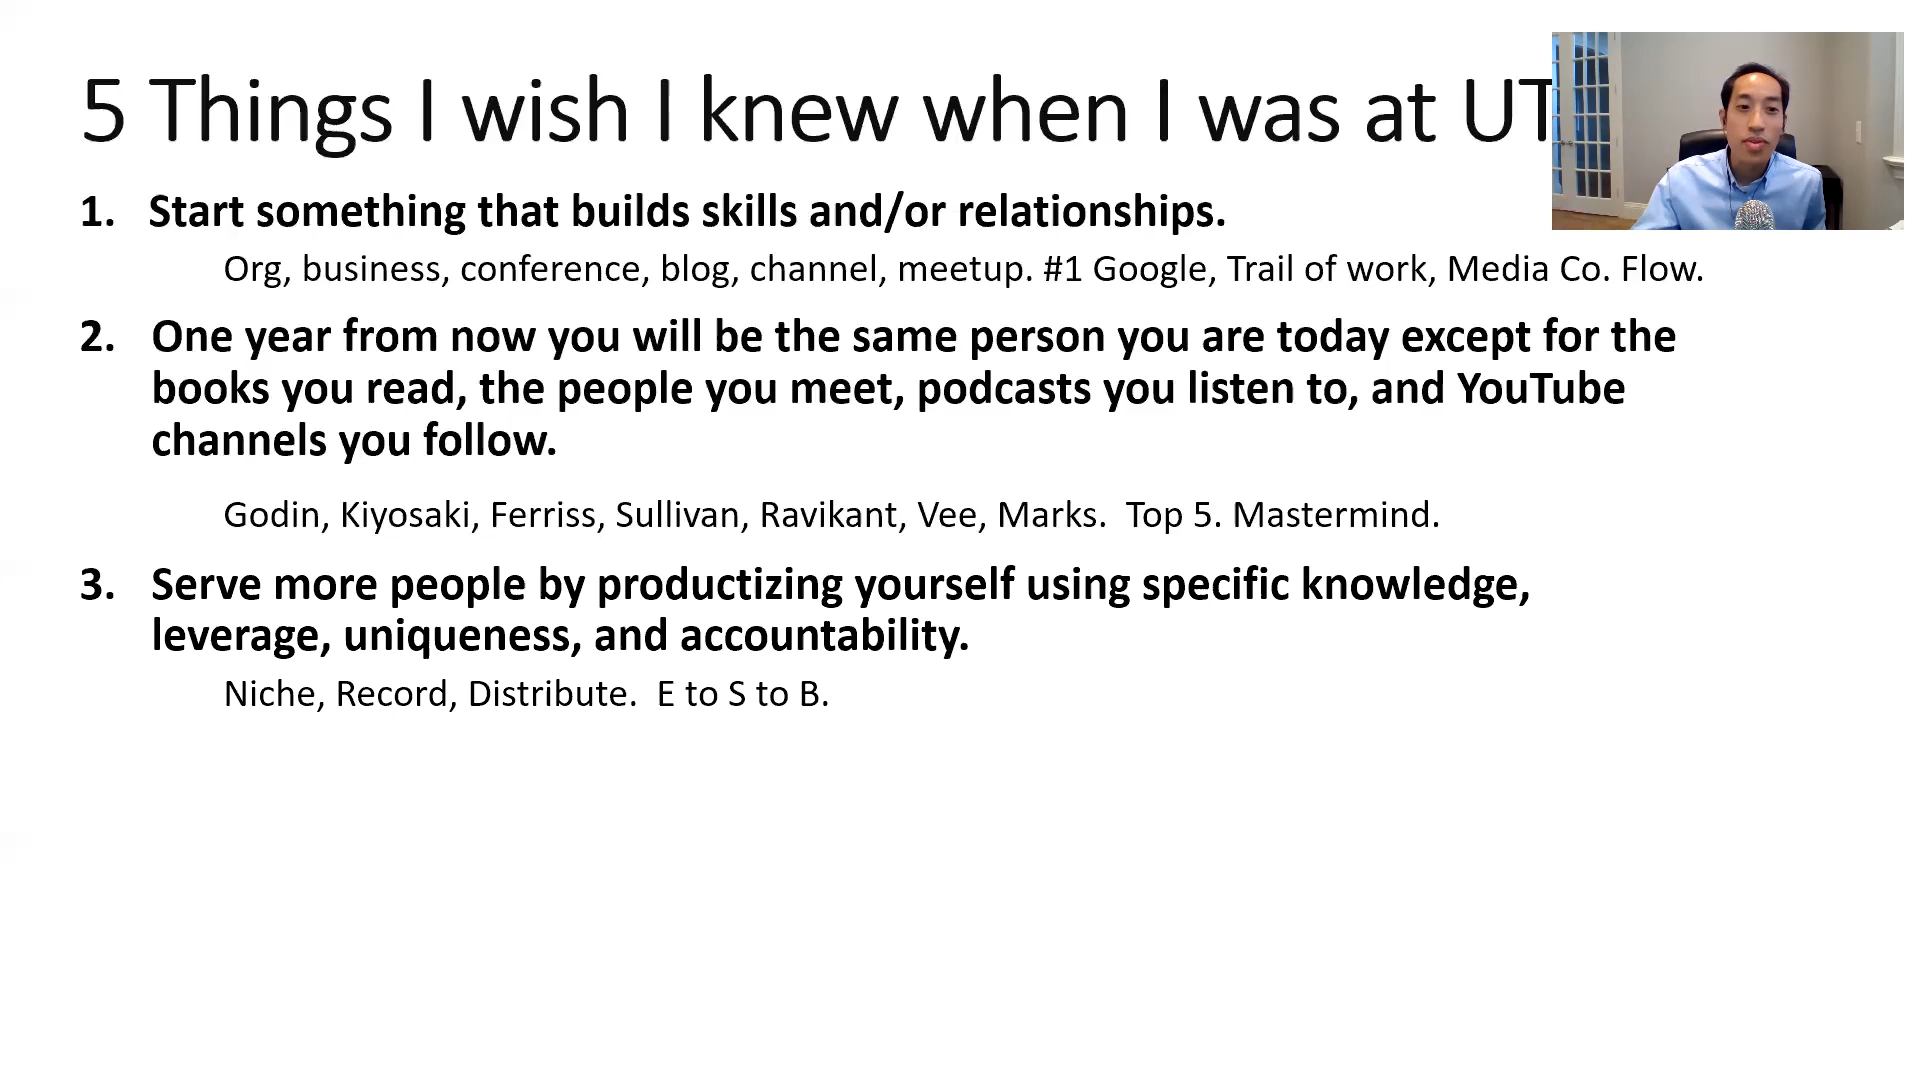 5 Things I wish I knew when I was at UT
1. Start something that builds skills and/or relationships.
Org, business, conference, blog, channel, meetup. #1 Google, Trail of work, Media Co. Flow.
2. One year from now you will be the same person you are today except for the
books you read, the people you meet, podcasts you listen to, and YouTube
channels you follow.
Godin, Kiyosaki, Ferriss, Sullivan, Ravikant, Vee, Marks.  Top 5. Mastermind.
3. Serve more people by productizing yourself using specific knowledge,
leverage, uniqueness, and accountability.
Niche, Record, Distribute.  E to S to B.